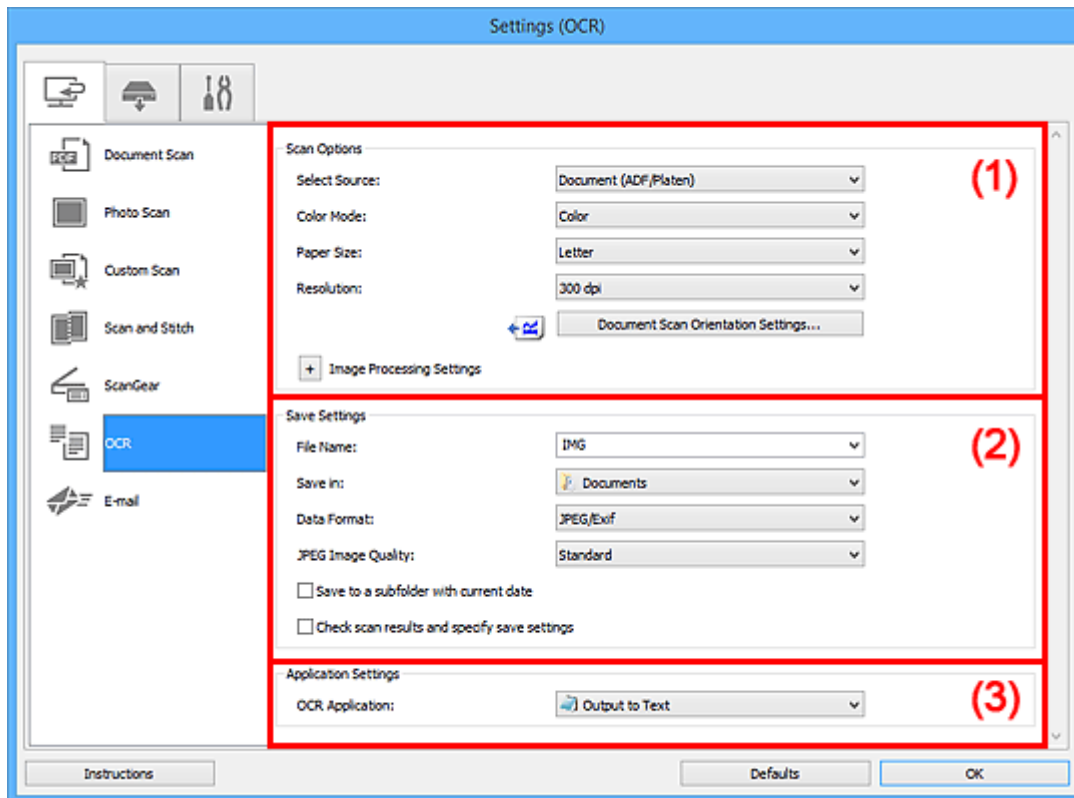 Settings (OCR)
Document Scan
Photo Scan
Custom Scan
Scan and Stitch
ScanGear
OCR
E-mail
Scan Options
(1)
Select Source: Document (ADF/Platen)
Color Mode: Color
Paper Size: Letter
Resolution: 300 dpi
Document Scan Orientation Settings...
+ Image Processing Settings
Save Settings
(2)
File Name: IMG
Save in: Documents
Data Format: JPEG/Exif
JPEG Image Quality: Standard
Save to a subfolder with current date
Check scan results and specify save settings
Application Settings
(3)
OCR Application: Output to Text
Instructions Defaults OK